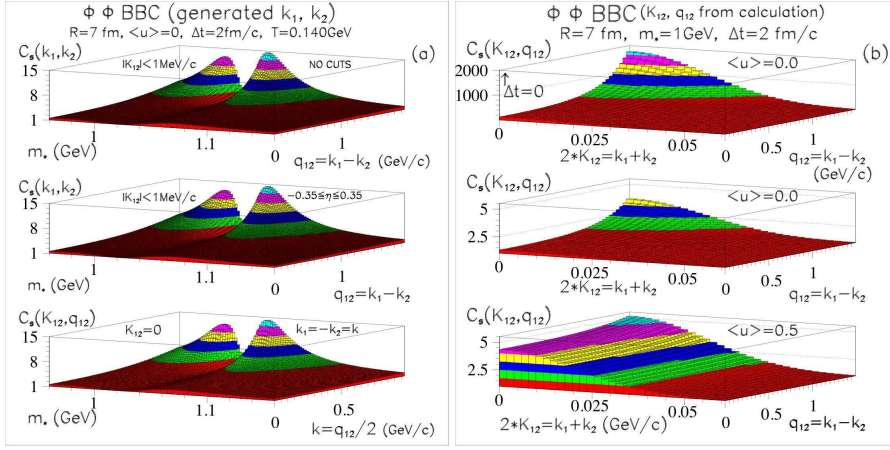 ϕ ϕ BBC (generated k₁, k₂)
R=7 fm, <u>=0, Δt=2fm/c, T=0.140GeV
(a)
Cₛ(k₁,k₂)
|K₁₂|<1MeV/c
NO CUTS
15
8
1
1
1.1
0
1
m* (GeV)
q₁₂=k₁−k₂ (GeV/c)
Cₛ(k₁,k₂)
|K₁₂|<1MeV/c
−0.35≤η≤0.35
15
8
1
1
1.1
0
1
m* (GeV)
q₁₂=k₁−k₂
Cₛ(K₁₂,q₁₂)
K₁₂=0
k₁=−k₂=k
15
8
1
1
1.1
0
0.5
m* (GeV)
k=q₁₂/2 (GeV/c)
ϕ ϕ BBC (K₁₂, q₁₂ from calculation)
R=7 fm, m*=1GeV, Δt=2 fm/c
(b)
Cₛ(K₁₂,q₁₂)
<u>=0.0
2000
1000
Δt=0
0
0.025
0.05
0
0.5
1
2*K₁₂=k₁+k₂
q₁₂=k₁−k₂
(GeV/c)
Cₛ(K₁₂,q₁₂)
<u>=0.0
5
2.5
0
0.025
0.05
0
0.5
1
2*K₁₂=k₁+k₂
q₁₂=k₁−k₂
Cₛ(K₁₂,q₁₂)
<u>=0.5
5
2.5
0
0.025
0.05
0
0.5
1
2*K₁₂=k₁+k₂ (GeV/c)
q₁₂=k₁−k₂